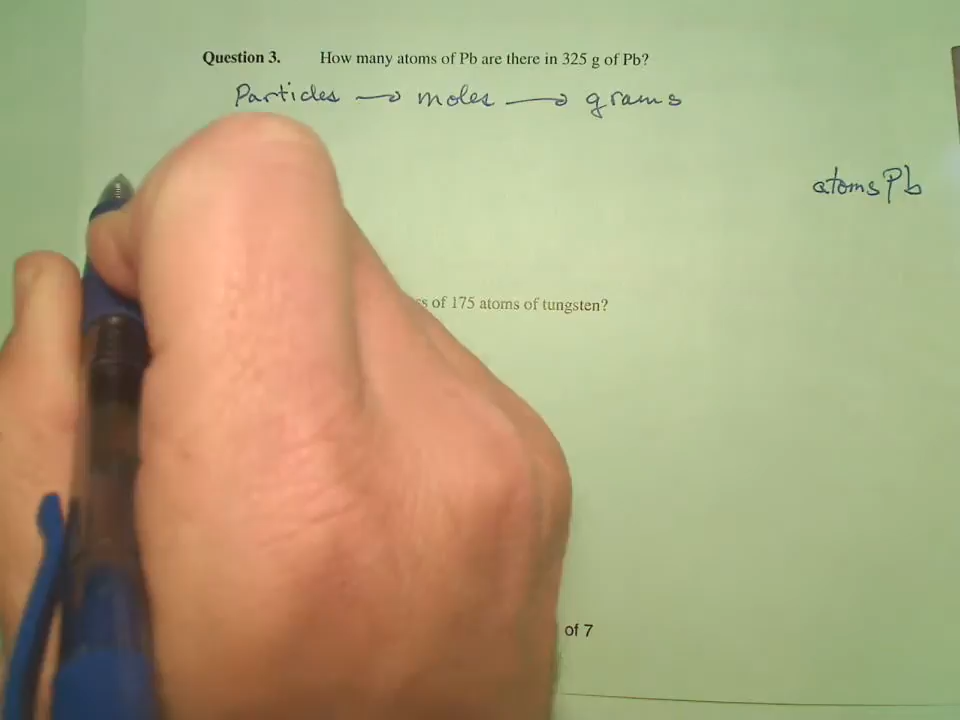 Question 3. How many atoms of Pb are there in 325 g of Pb?
Particles → moles → grams
atoms Pb
of 175 atoms of tungsten?
of 7